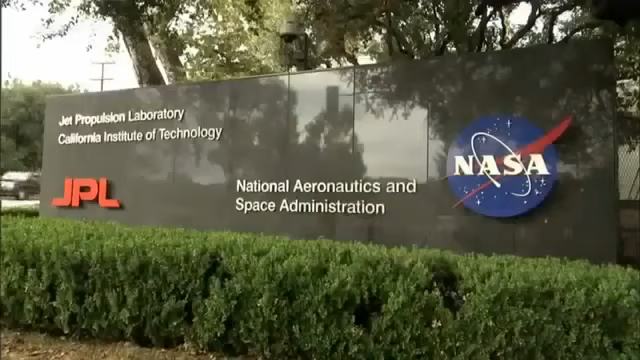 Jet Propulsion Laboratory
California Institute of Technology
JPL
National Aeronautics and
Space Administration
NASA